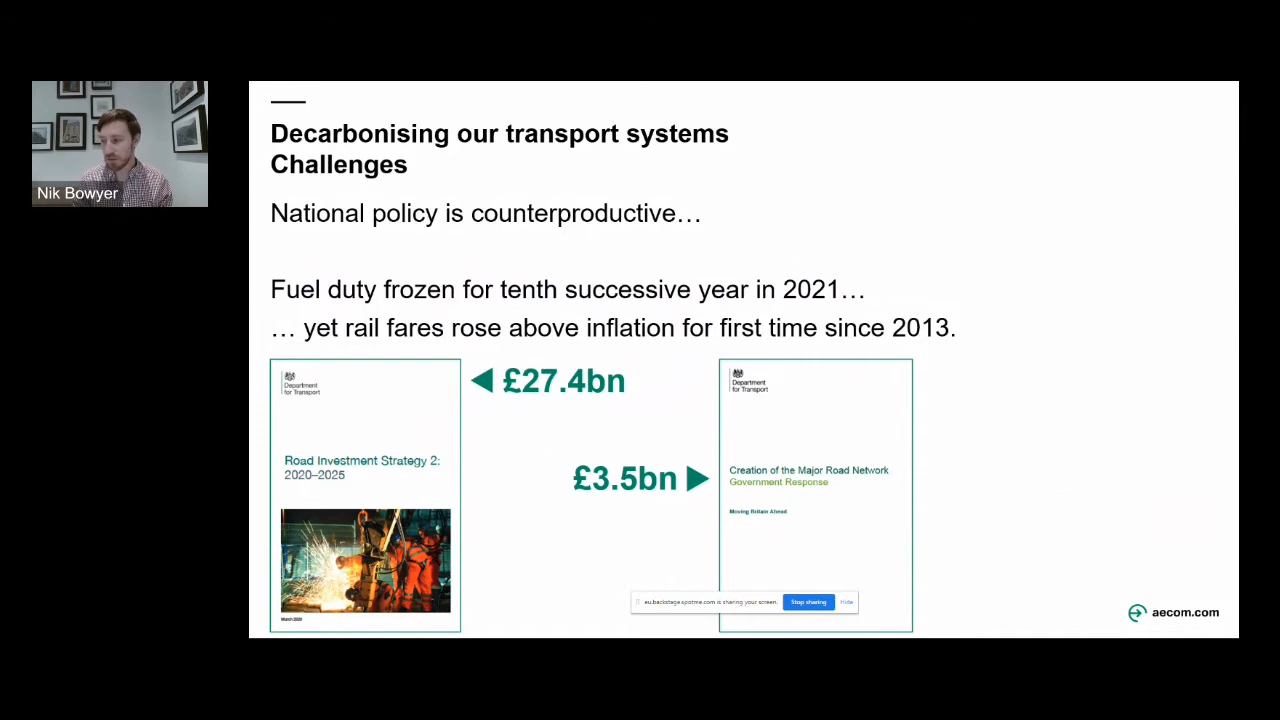 Nik Bowyer
Decarbonising our transport systems
Challenges
National policy is counterproductive…
Fuel duty frozen for tenth successive year in 2021…
… yet rail fares rose above inflation for first time since 2013.
Department
for Transport
£27.4bn
Road Investment Strategy 2:
2020–2025
March 2020
£3.5bn
Department
for Transport
Creation of the Major Road Network
Government Response
Moving Britain Ahead
eu.backstage.spotme.com is sharing your screen.
Stop sharing
Hide
aecom.com